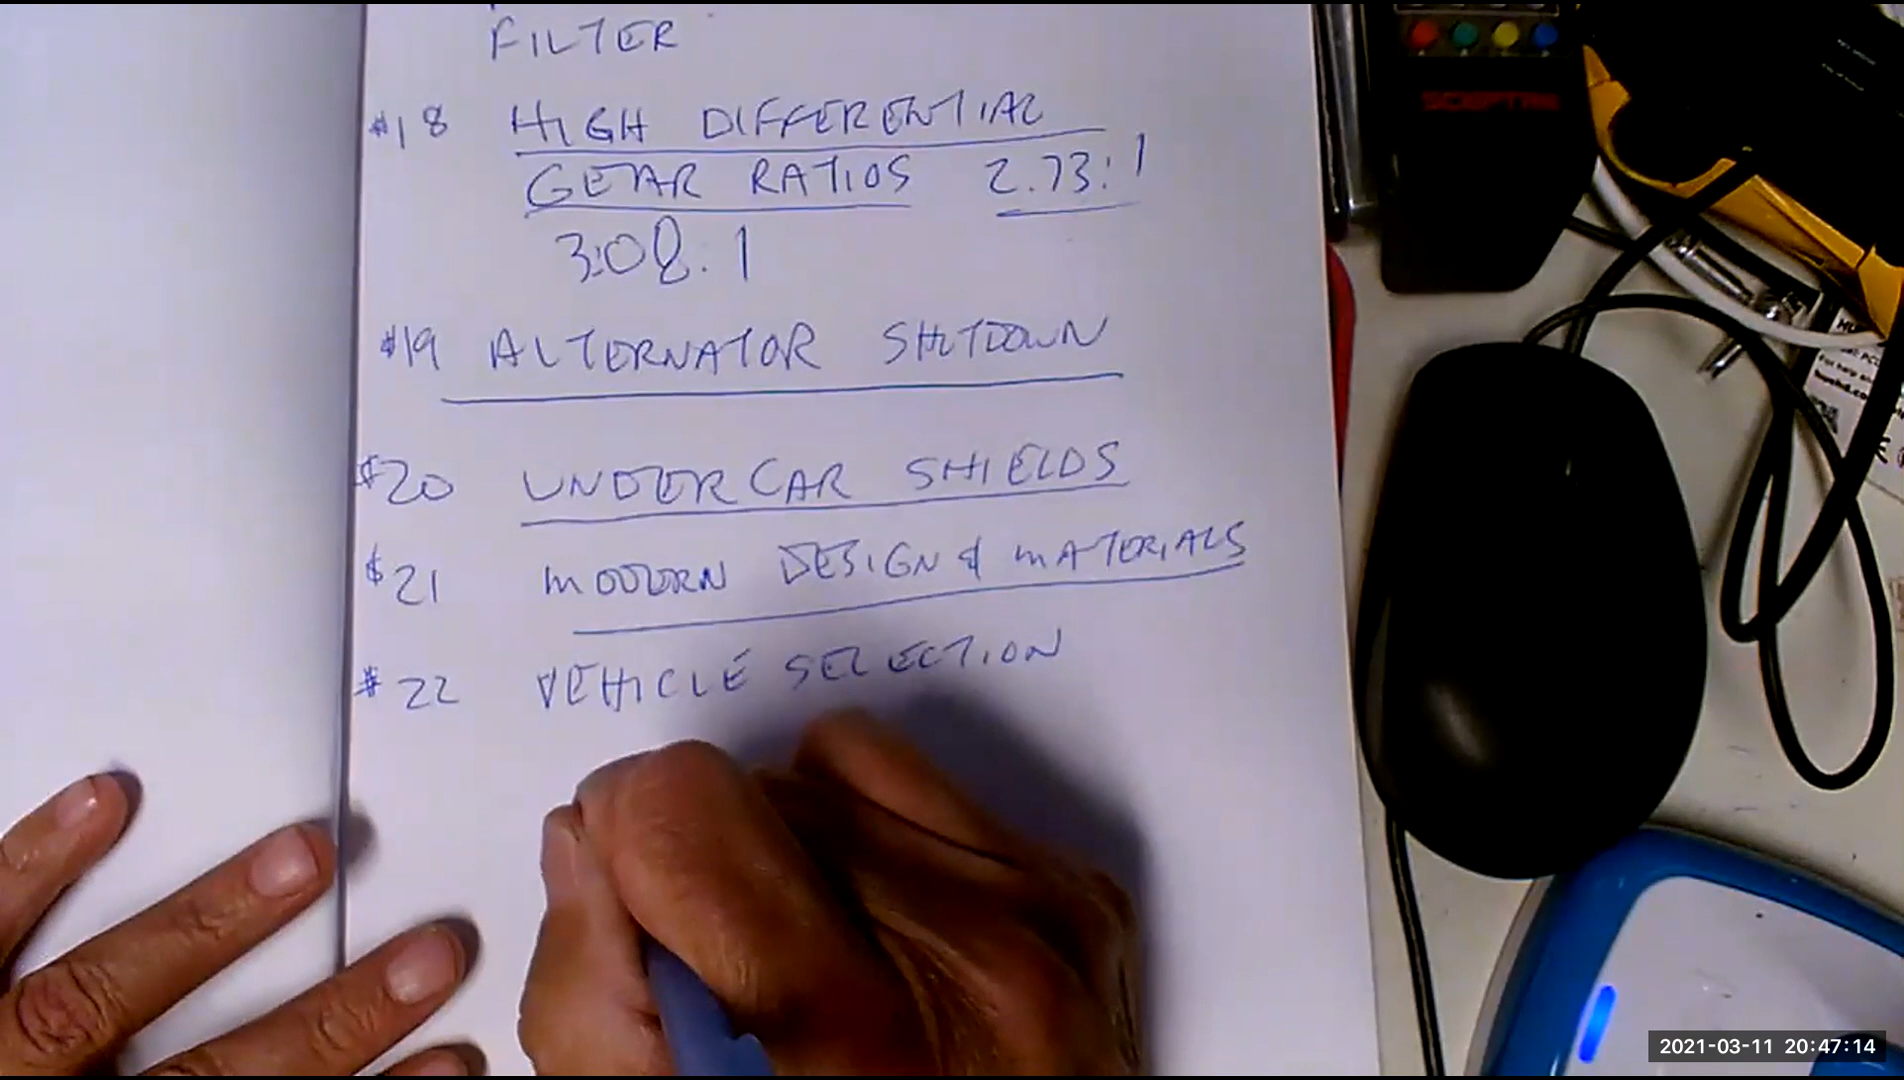 FILTER
#18 HIGH DIFFERENTIAL
GEAR RATIOS 2.73:1
3:08:1
#19 ALTERNATOR SHUTDOWN
#20 UNDERCAR SHIELDS
#21 MODERN DESIGN & MATERIALS
#22 VEHICLE SELECTION
SCEPTRE
2021-03-11 20:47:14